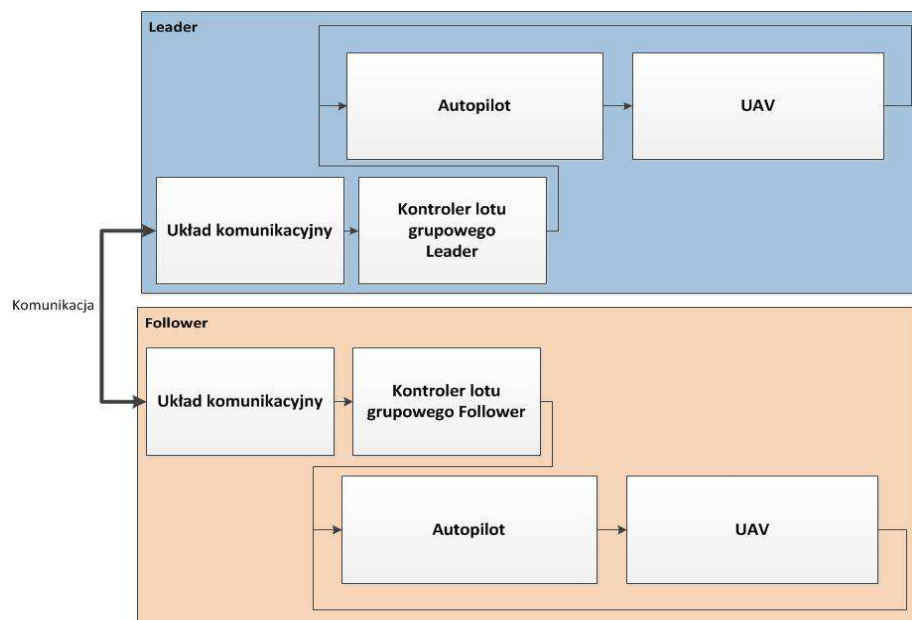 Leader
Autopilot
UAV
Układ komunikacyjny
Kontroler lotu
grupowego
Leader
Komunikacja
Follower
Układ komunikacyjny
Kontroler lotu
grupowego Follower
Autopilot
UAV